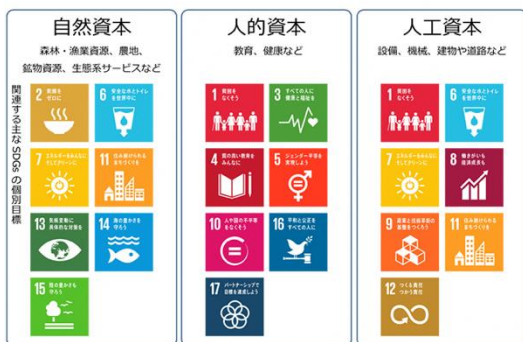 自然資本
森林・漁業資源、農地、
鉱物資源、生態系サービスなど
関連する主なSDGsの個別目標
2 飢餓を
ゼロに
6 安全な水とトイレ
を世界中に
7 エネルギーをみんなに
そしてクリーンに
11 住み続けられる
まちづくりを
13 気候変動に
具体的な対策を
14 海の豊かさを
守ろう
15 陸の豊かさも
守ろう
人的資本
教育、健康など
1 貧困を
なくそう
3 すべての人に
健康と福祉を
4 質の高い教育を
みんなに
5 ジェンダー平等を
実現しよう
10 人や国の不平等
をなくそう
16 平和と公正を
すべての人に
17 パートナーシップで
目標を達成しよう
人工資本
設備、機械、建物や道路など
1 貧困を
なくそう
6 安全な水とトイレ
を世界中に
7 エネルギーをみんなに
そしてクリーンに
8 働きがいも
経済成長も
9 産業と技術革新の
基盤をつくろう
11 住み続けられる
まちづくりを
12 つくる責任
つかう責任